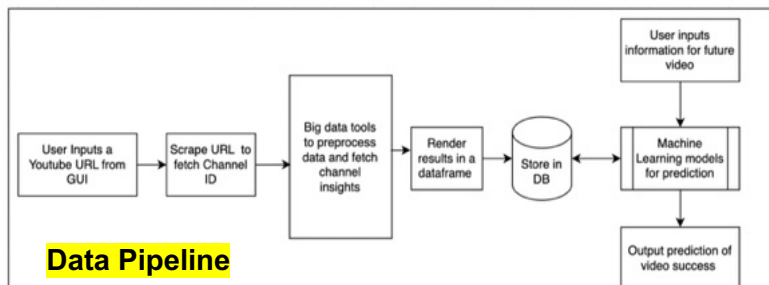 User Inputs a
Youtube URL from
GUI
Scrape URL to
fetch Channel
ID
Big data tools
to preprocess
data and fetch
channel
insights
Render
results in a
dataframe
Store in
DB
User inputs
information for future
video
Machine
Learning models
for prediction
Output prediction of
video success
Data Pipeline